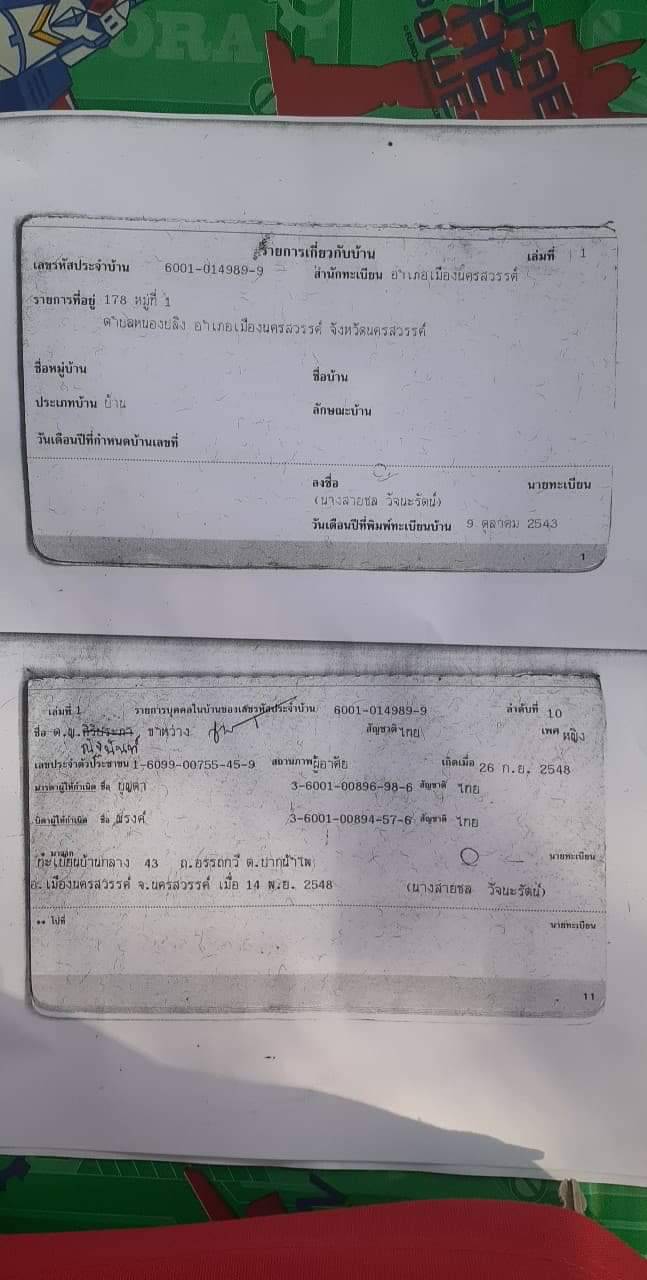 ORA
รายการเกี่ยวกับบ้าน เล่มที่ 1
เลขรหัสประจำบ้าน 6001-014989-9 สำนักทะเบียน อำเภอเมืองนครสวรรค์
รายการที่อยู่ 178 หมู่ที่ 1
ตำบลหนองปลิง อำเภอเมืองนครสวรรค์ จังหวัดนครสวรรค์
ชื่อหมู่บ้าน ชื่อบ้าน
ประเภทบ้าน บ้าน ลักษณะบ้าน
วันเดือนปีที่กำหนดบ้านเลขที่
ลงชื่อ นายทะเบียน
(นางสายชล วัจนะรัตน์)
วันเดือนปีที่พิมพ์ทะเบียนบ้าน 9 ตุลาคม 2543
1
เล่มที่ 1 รายการบุคคลในบ้านของเลขรหัสประจำบ้าน 6001-014989-9 ลำดับที่ 10
ชื่อ ด.ญ. ขำหว่าง สัญชาติ ไทย เพศ หญิง
เลขประจำตัวประชาชน 1-6099-00755-45-9 สถานภาพ ผู้อาศัย เกิดเมื่อ 26 ก.ย. 2548
มารดาผู้ให้กำเนิด ชื่อ บุญตา 3-6001-00896-98-6 สัญชาติ ไทย
บิดาผู้ให้กำเนิด ชื่อ ณรงค์ 3-6001-00894-57-6 สัญชาติ ไทย
* มาจาก
ทะเบียนบ้านกลาง 43 ถ.อรรถกวี ต.ปากน้ำโพ นายทะเบียน
อ.เมืองนครสวรรค์ จ.นครสวรรค์ เมื่อ 14 พ.ย. 2548 (นางสายชล วัจนะรัตน์)
** ไปที่ นายทะเบียน
11